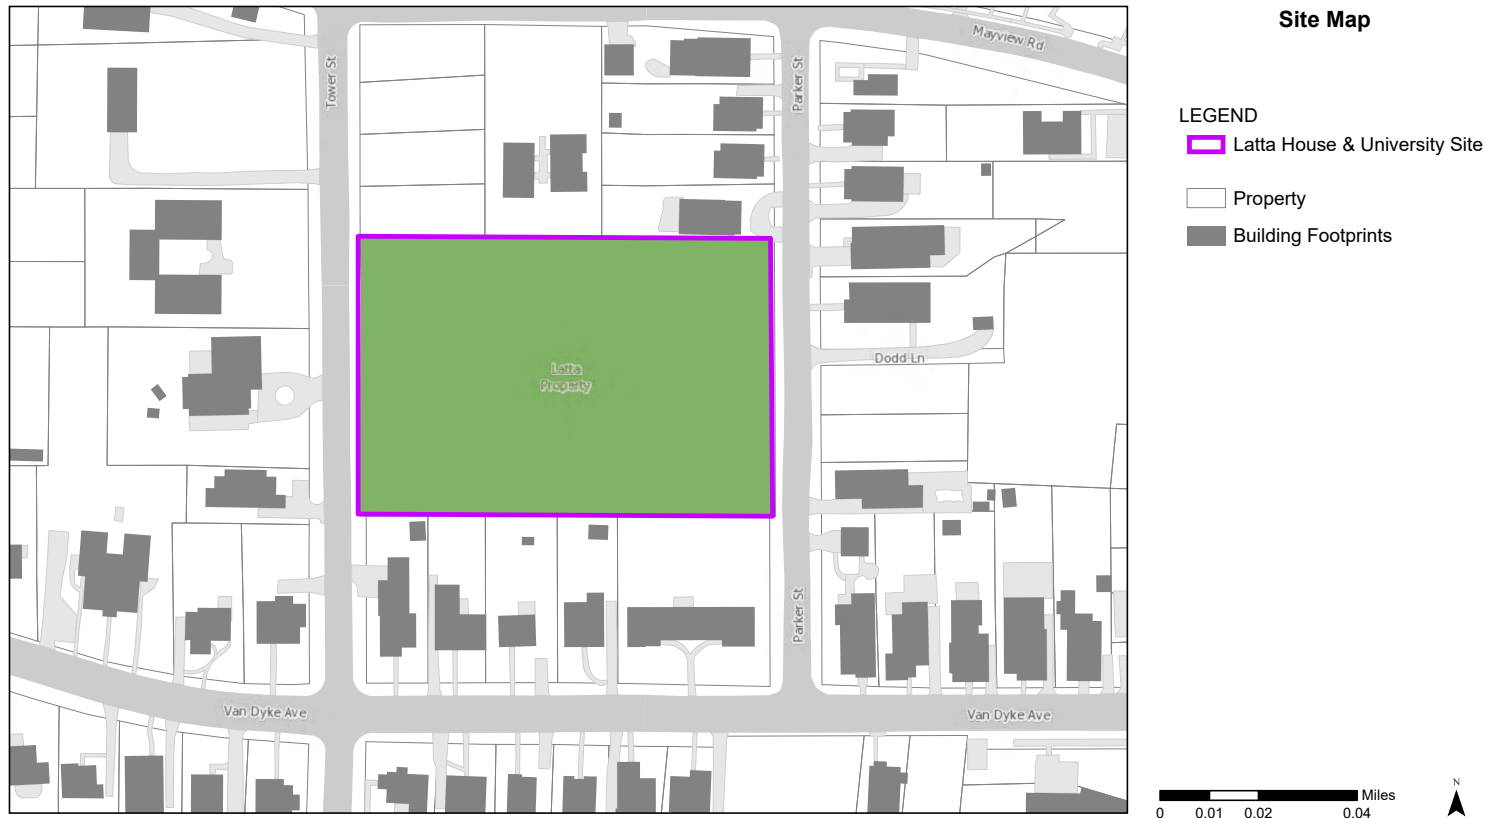 Site Map
LEGEND
Latta House & University Site
Property
Building Footprints
Mayview Rd
Tower St
Parker St
Dodd Ln
Latta
Property
Parker St
Van Dyke Ave
Van Dyke Ave
Miles
0 0.01 0.02 0.04
N